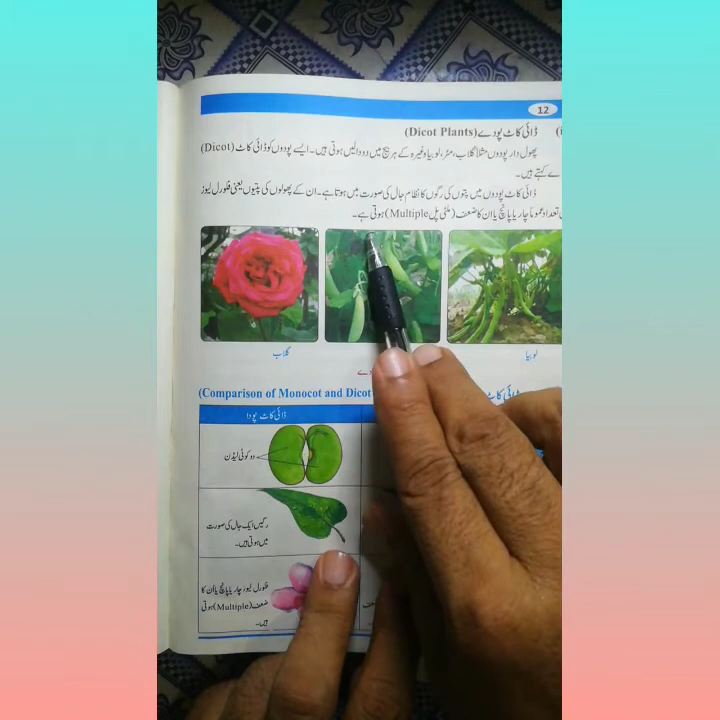 12
ڈائی کاٹ پودے (Dicot Plants)
پھول دار پودوں مثلاً گلاب، مٹر، لوبیا وغیرہ کے ہر بیج میں دو دالیں ہوتی ہیں۔ ایسے پودوں کو ڈائی کاٹ (Dicot)
ے کہتے ہیں۔
ڈائی کاٹ پودوں میں پتوں کی رگوں کا نظام جال کی صورت میں ہوتا ہے۔ ان کے پھولوں کی پتیوں یعنی فلورل لیوز
تعداد عموماً چار یا پانچ یا ان کا ضعف (ملٹی پل Multiple) ہوتی ہے۔
لوبیا
گلاب
دے
ڈائی کاٹ
(Comparison of Monocot and Dicot
ڈائی کاٹ پودا
دو کوٹی لیڈن
رگیں ایک جال کی صورت
میں ہوتی ہیں۔
فلورل لیوز چار یا پانچ یا ان کا
ضعف (Multiple) ہوتی
ہیں۔